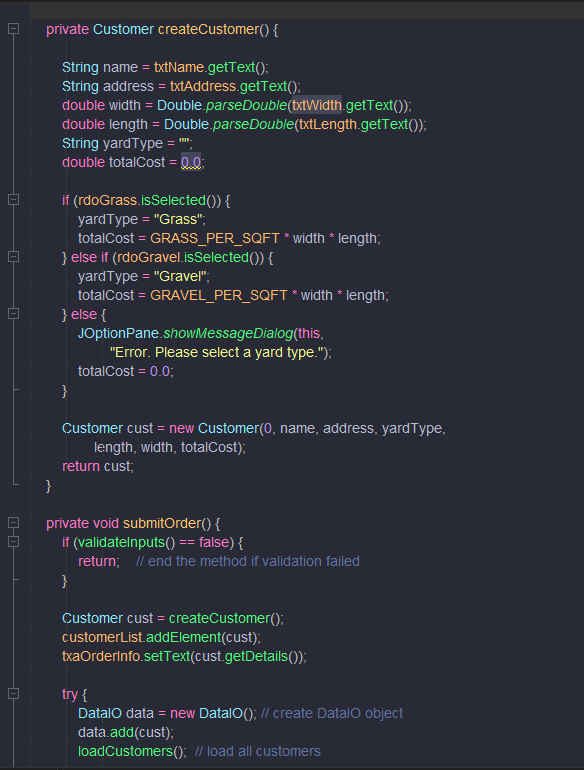 private Customer createCustomer() {
String name = txtName.getText();
String address = txtAddress.getText();
double width = Double.parseDouble(txtWidth.getText());
double length = Double.parseDouble(txtLength.getText());
String yardType = "";
double totalCost = 0.0;
if (rdoGrass.isSelected()) {
yardType = "Grass";
totalCost = GRASS_PER_SQFT * width * length;
} else if (rdoGravel.isSelected()) {
yardType = "Gravel";
totalCost = GRAVEL_PER_SQFT * width * length;
} else {
JOptionPane.showMessageDialog(this,
"Error. Please select a yard type.");
totalCost = 0.0;
}
Customer cust = new Customer(0, name, address, yardType,
length, width, totalCost);
return cust;
}
private void submitOrder() {
if (validateInputs() == false) {
return;   // end the method if validation failed
}
Customer cust = createCustomer();
customerList.addElement(cust);
txaOrderInfo.setText(cust.getDetails());
try {
DataIO data = new DataIO(); // create DataIO object
data.add(cust);
loadCustomers();  // load all customers